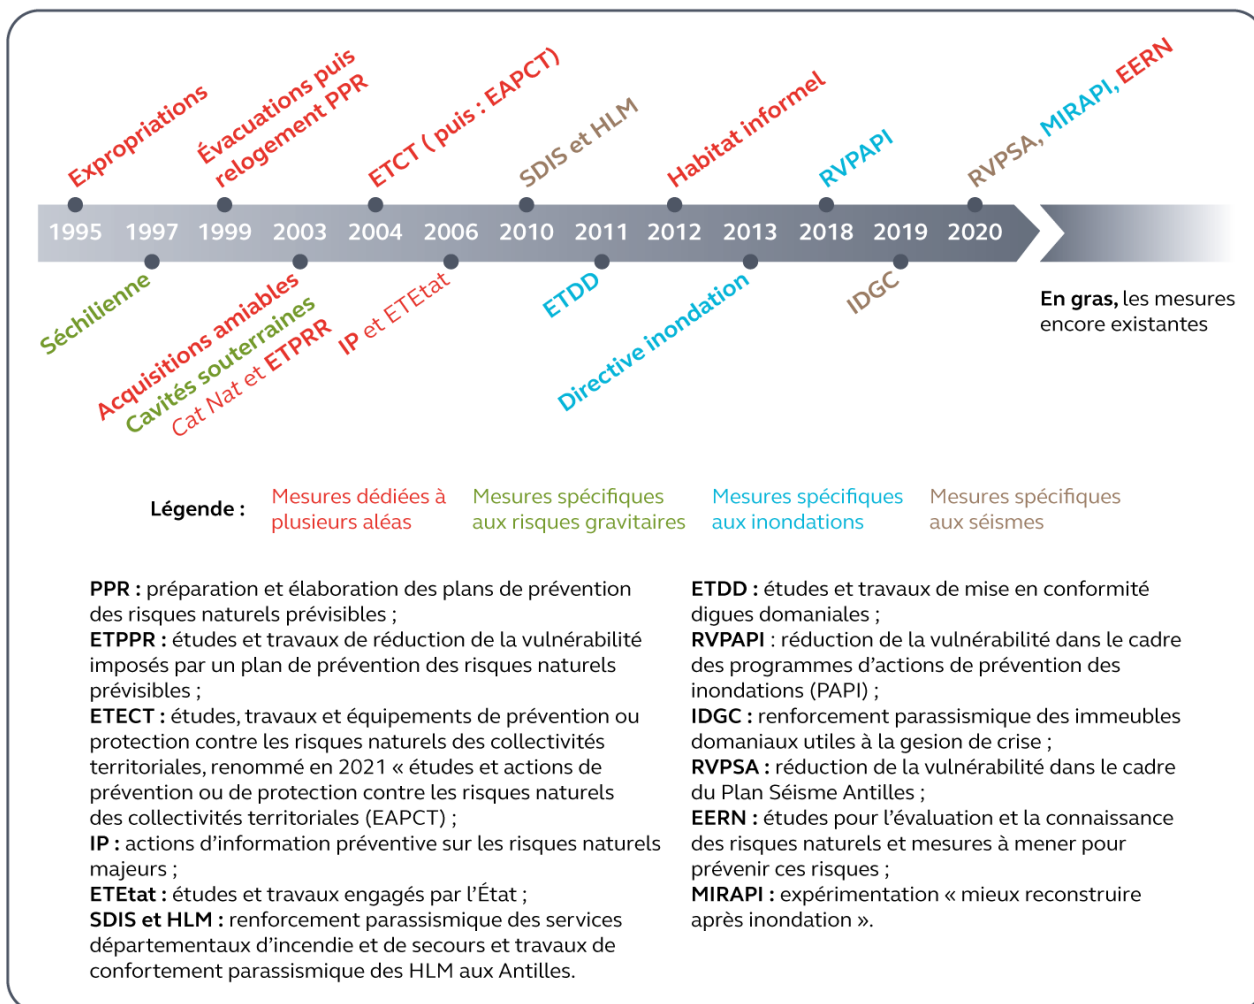 Expropriations
Évacuations puis
relogement PPR
ETCT ( puis : EAPCT)
SDIS et HLM
Habitat informel
RVPAPI
RVPSA, MIRAPI, EERN
1995 1997 1999 2003 2004 2006 2010 2011 2012 2013 2018 2019 2020
Séchilienne
Acquisitions amiables
Cavités souterraines
Cat Nat et ETPRR
IP et ETEtat
ETDD
Directive inondation
IDGC
En gras, les mesures
encore existantes
Légende :
Mesures dédiées à
plusieurs aléas
Mesures spécifiques
aux risques gravitaires
Mesures spécifiques
aux inondations
Mesures spécifiques
aux séismes
PPR : préparation et élaboration des plans de prévention
des risques naturels prévisibles ;
ETPPR : études et travaux de réduction de la vulnérabilité
imposés par un plan de prévention des risques naturels
prévisibles ;
ETECT : études, travaux et équipements de prévention ou
protection contre les risques naturels des collectivités
territoriales, renommé en 2021 « études et actions de
prévention ou de protection contre les risques naturels
des collectivités territoriales (EAPCT) ;
IP : actions d'information préventive sur les risques naturels
majeurs ;
ETEtat : études et travaux engagés par l'État ;
SDIS et HLM : renforcement parassismique des services
départementaux d'incendie et de secours et travaux de
confortement parassismique des HLM aux Antilles.
ETDD : études et travaux de mise en conformité
digues domaniales ;
RVPAPI : réduction de la vulnérabilité dans le cadre
des programmes d'actions de prévention des
inondations (PAPI) ;
IDGC : renforcement parassismique des immeubles
domaniaux utiles à la gesion de crise ;
RVPSA : réduction de la vulnérabilité dans le cadre
du Plan Séisme Antilles ;
EERN : études pour l'évaluation et la connaissance
des risques naturels et mesures à mener pour
prévenir ces risques ;
MIRAPI : expérimentation « mieux reconstruire
après inondation ».